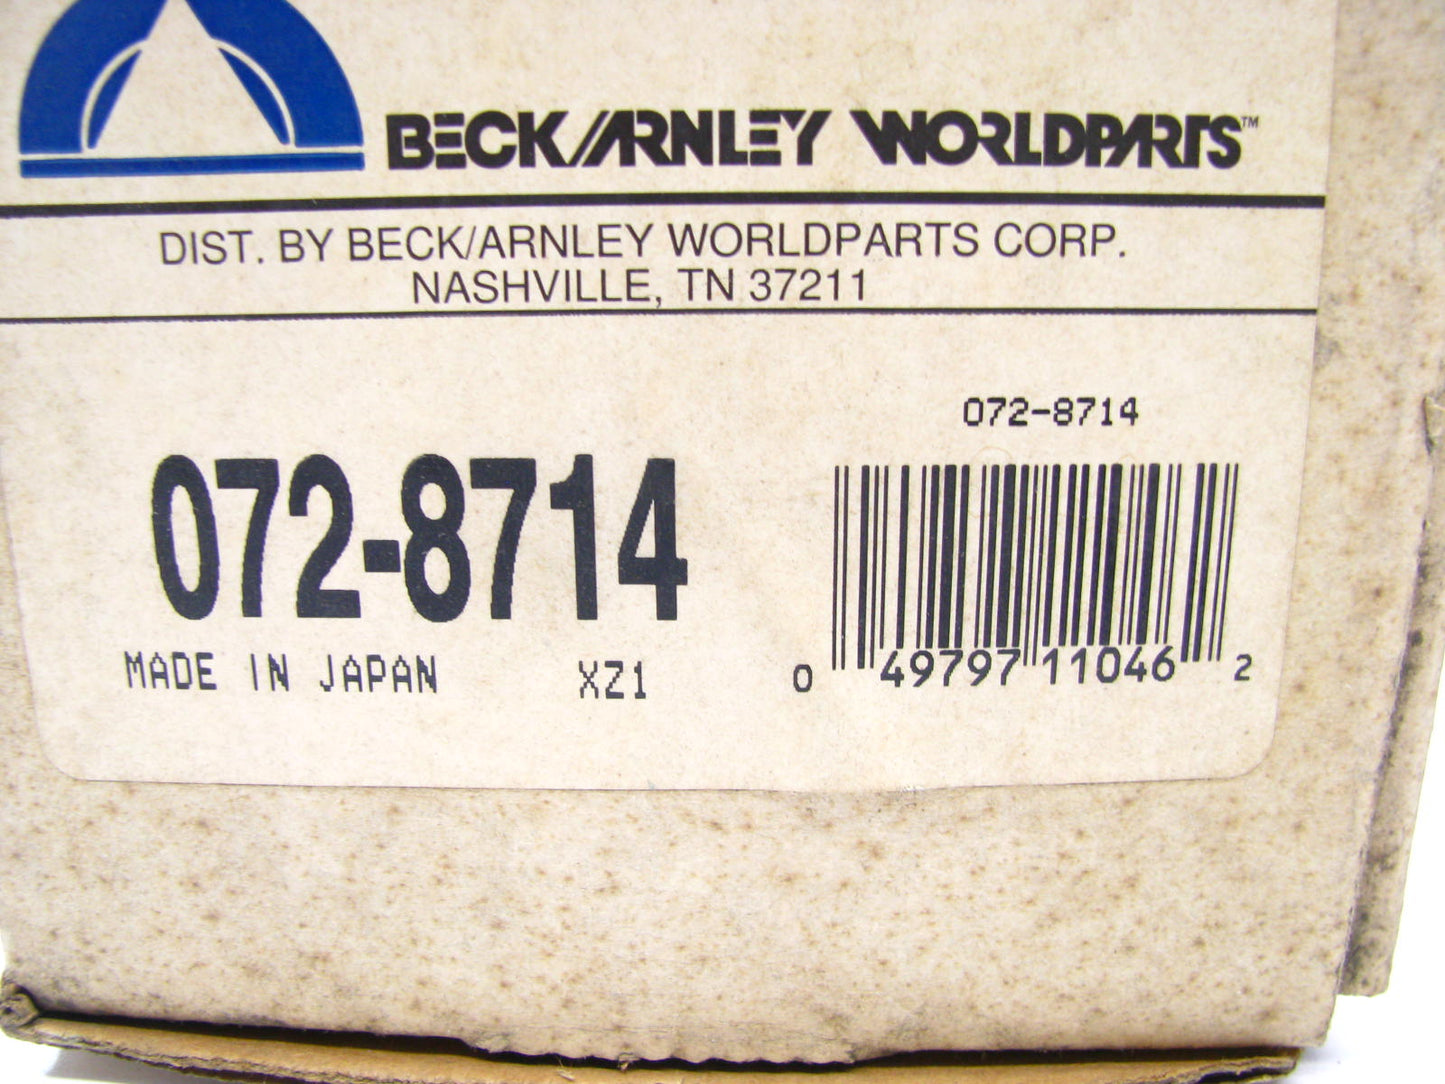 BECK/ARNLEY WORLDPARTS™
DIST. BY BECK/ARNLEY WORLDPARTS CORP.
NASHVILLE, TN 37211
072-8714
072-8714
MADE IN JAPAN XZ1
0 49797 11046 2